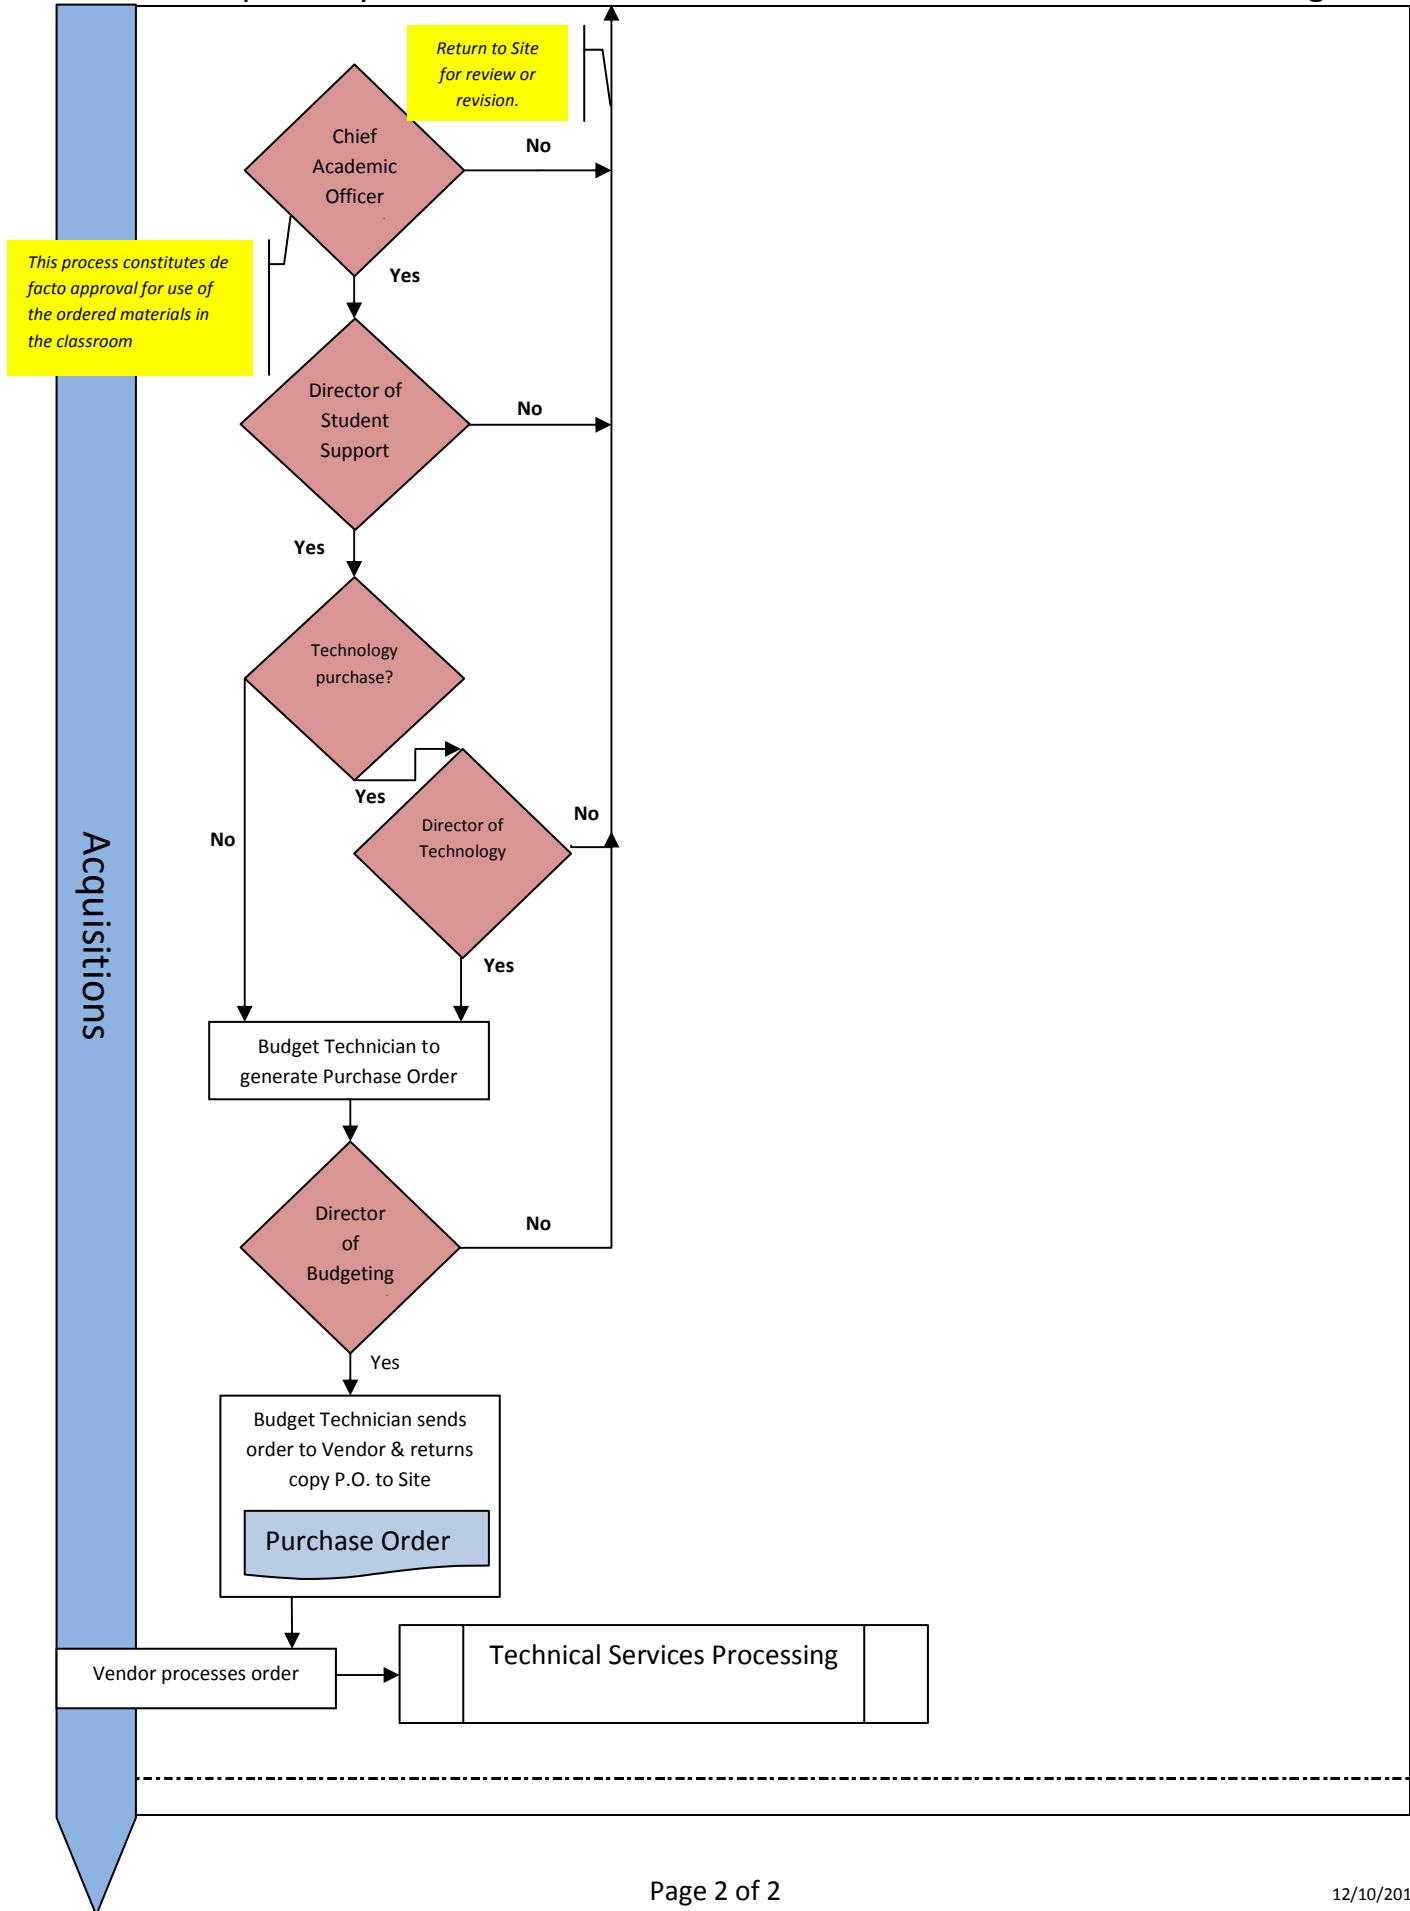 Return to Site
for review or
revision.
Chief
Academic
Officer
No
This process constitutes de
facto approval for use of
the ordered materials in
the classroom
Yes
Director of
Student
Support
No
Yes
Technology
purchase?
Yes
No
Director of
Technology
No
Yes
Acquisitions
Budget Technician to
generate Purchase Order
Director
of
Budgeting
No
Yes
Budget Technician sends
order to Vendor & returns
copy P.O. to Site
Purchase Order
Vendor processes order
Technical Services Processing
Page 2 of 2
12/10/201